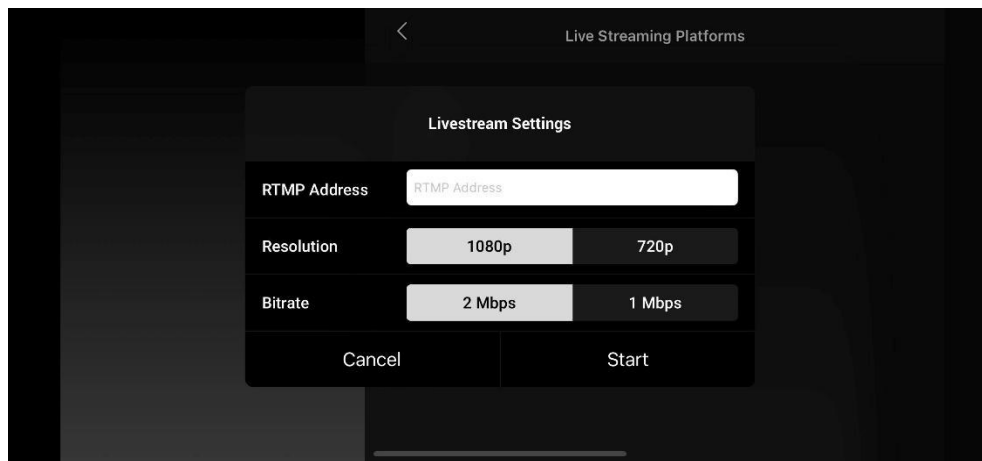 Live Streaming Platforms
Livestream Settings
RTMP Address RTMP Address
Resolution 1080p 720p
Bitrate 2 Mbps 1 Mbps
Cancel Start